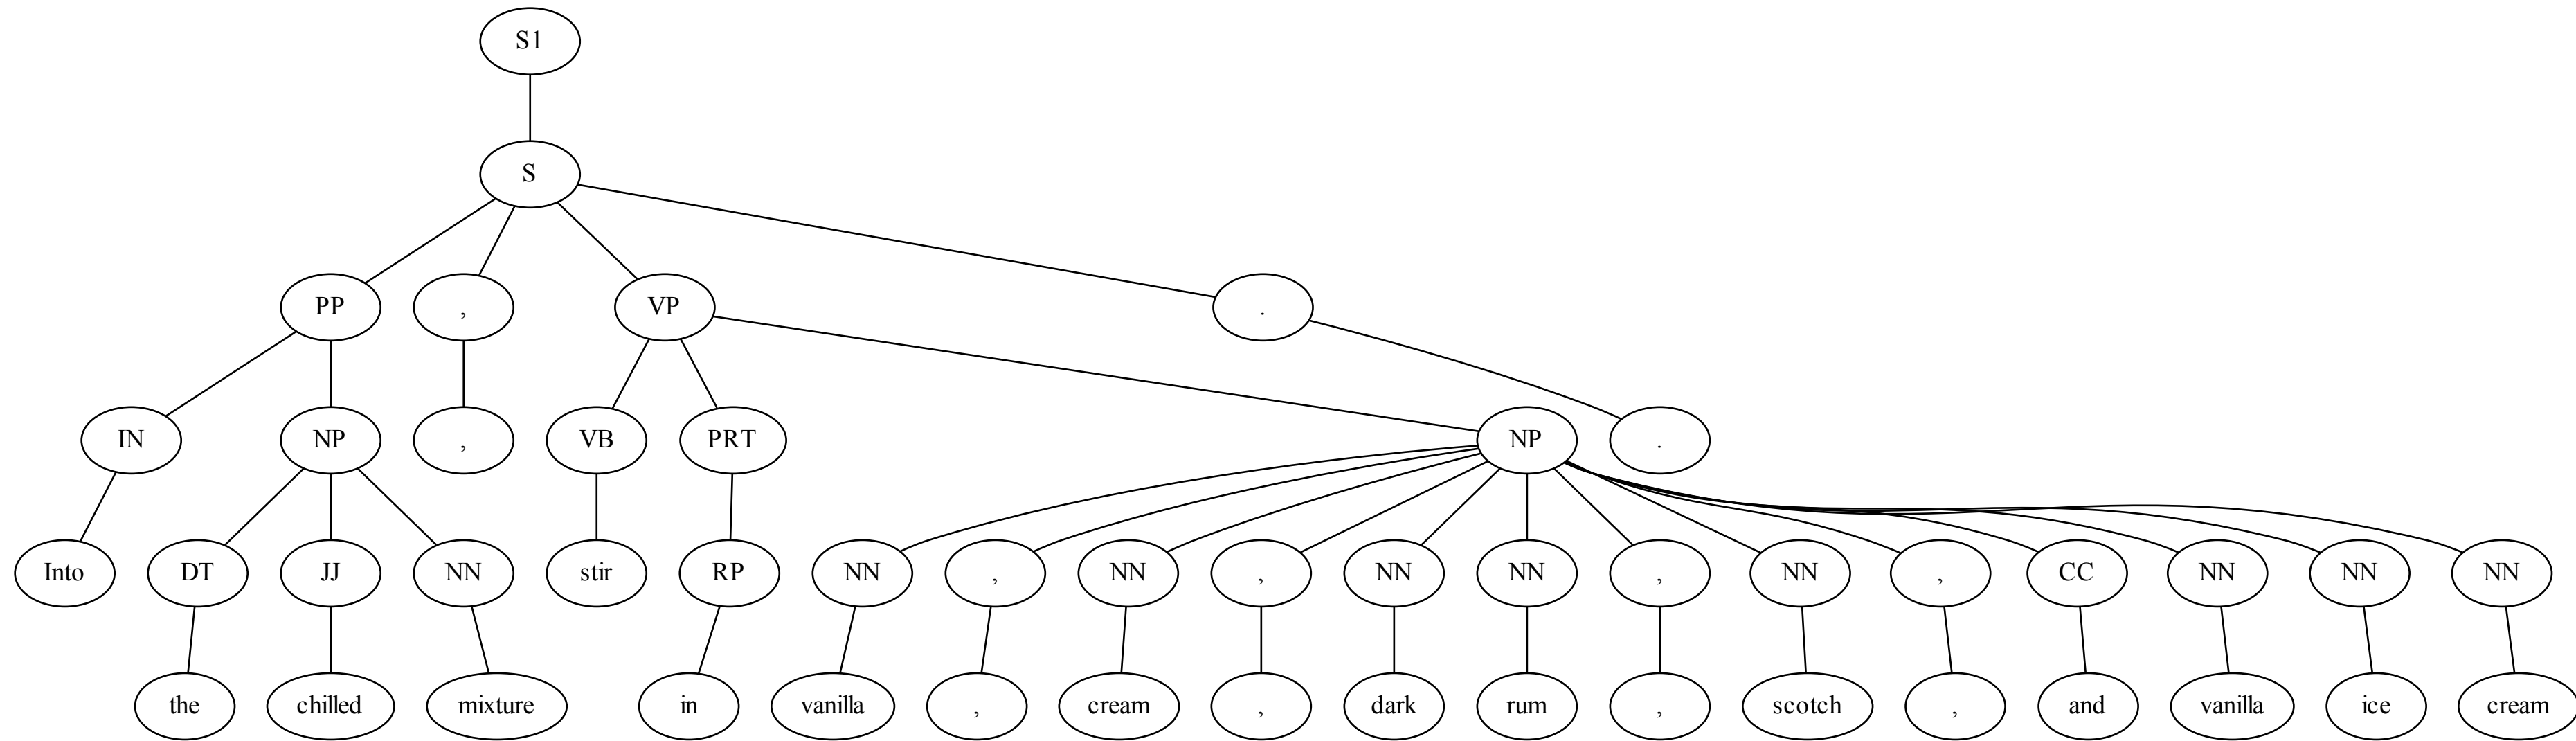 S1
S
PP , VP .
IN NP , VB PRT NP .
Into DT JJ NN stir RP NN , NN , NN NN , NN , CC NN NN NN
the chilled mixture in vanilla , cream , dark rum , scotch , and vanilla ice cream